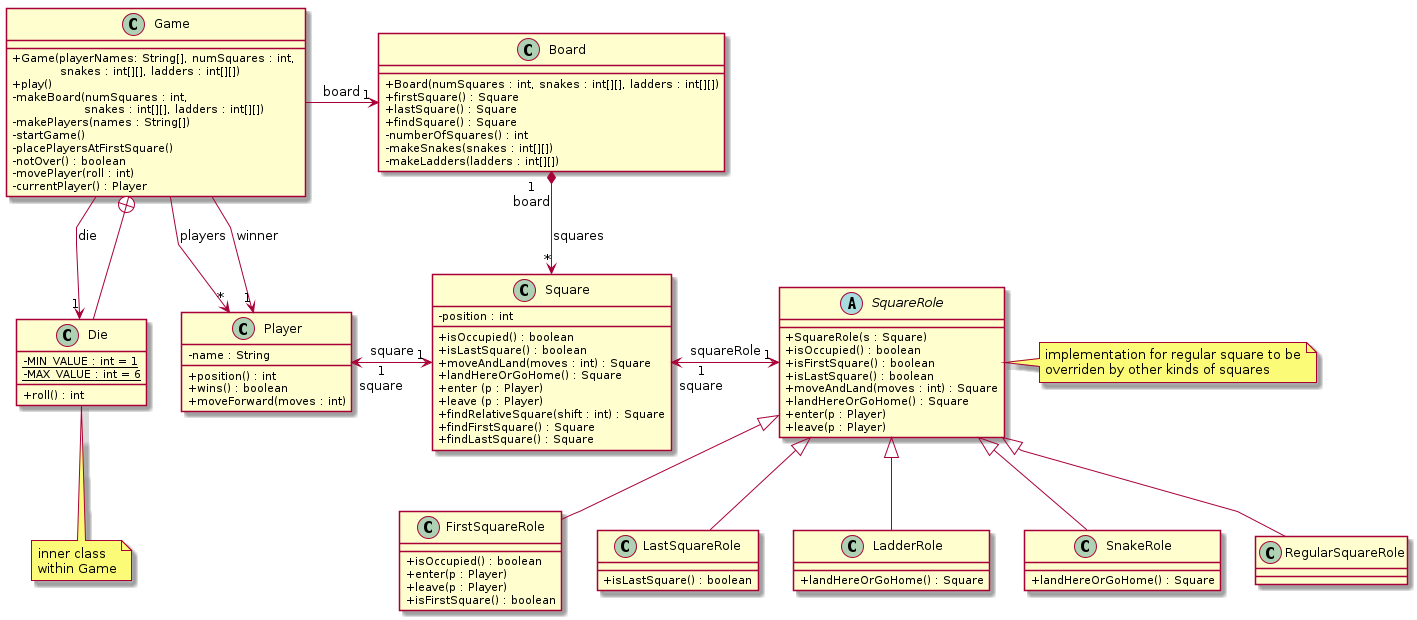 C Game
+Game(playerNames: String[], numSquares : int,
snakes : int[][], ladders : int[][])
+play()
-makeBoard(numSquares : int,
snakes : int[][], ladders : int[][])
-makePlayers(names : String[])
-startGame()
-placePlayersAtFirstSquare()
-notOver() : boolean
-movePlayer(roll : int)
-currentPlayer() : Player
board 1
C Board
+Board(numSquares : int, snakes : int[][], ladders : int[][])
+firstSquare() : Square
+lastSquare() : Square
+findSquare() : Square
-numberOfSquares() : int
-makeSnakes(snakes : int[][])
-makeLadders(ladders : int[][])
die
1
players
*
winner
1
1
board
squares
*
C Die
-MIN_VALUE : int = 1
-MAX_VALUE : int = 6
+roll() : int
C Player
-name : String
+position() : int
+wins() : boolean
+moveForward(moves : int)
square 1
1
square
C Square
-position : int
+isOccupied() : boolean
+isLastSquare() : boolean
+moveAndLand(moves : int) : Square
+landHereOrGoHome() : Square
+enter (p : Player)
+leave (p : Player)
+findRelativeSquare(shift : int) : Square
+findFirstSquare() : Square
+findLastSquare() : Square
squareRole 1
1
square
A SquareRole
+SquareRole(s : Square)
+isOccupied() : boolean
+isFirstSquare() : boolean
+isLastSquare() : boolean
+moveAndLand(moves : int) : Square
+landHereOrGoHome() : Square
+enter(p : Player)
+leave(p : Player)
implementation for regular square to be
overriden by other kinds of squares
inner class
within Game
C FirstSquareRole
+isOccupied() : boolean
+enter(p : Player)
+leave(p : Player)
+isFirstSquare() : boolean
C LastSquareRole
+isLastSquare() : boolean
C LadderRole
+landHereOrGoHome() : Square
C SnakeRole
+landHereOrGoHome() : Square
C RegularSquareRole